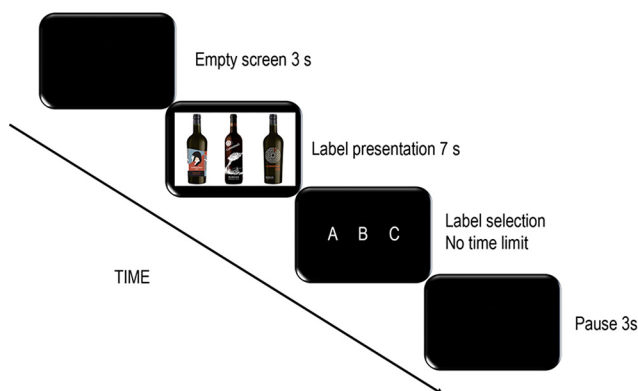 Empty screen 3 s
Label presentation 7 s
A B C
Label selection
No time limit
TIME
Pause 3s